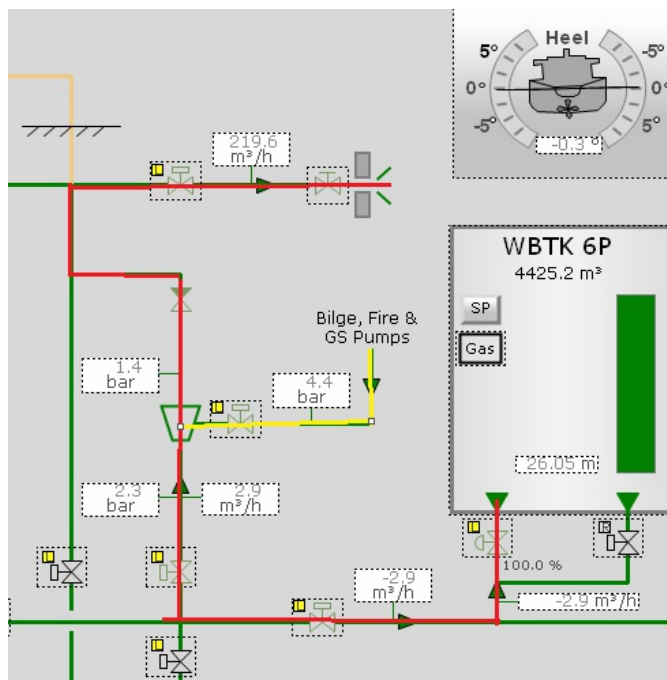 Heel
5°
5°
0°
0°
-5°
5°
-0.3 °
219.6
m³/h
L
WBTK 6P
4425.2 m³
SP
Gas
26.05 m
Bilge, Fire &
GS Pumps
1.4
bar
4.4
bar
L
2.3
bar
2.9
m³/h
L
L
L
R
100.0 %
-2.9
m³/h
-2.9 m³/h
L
L